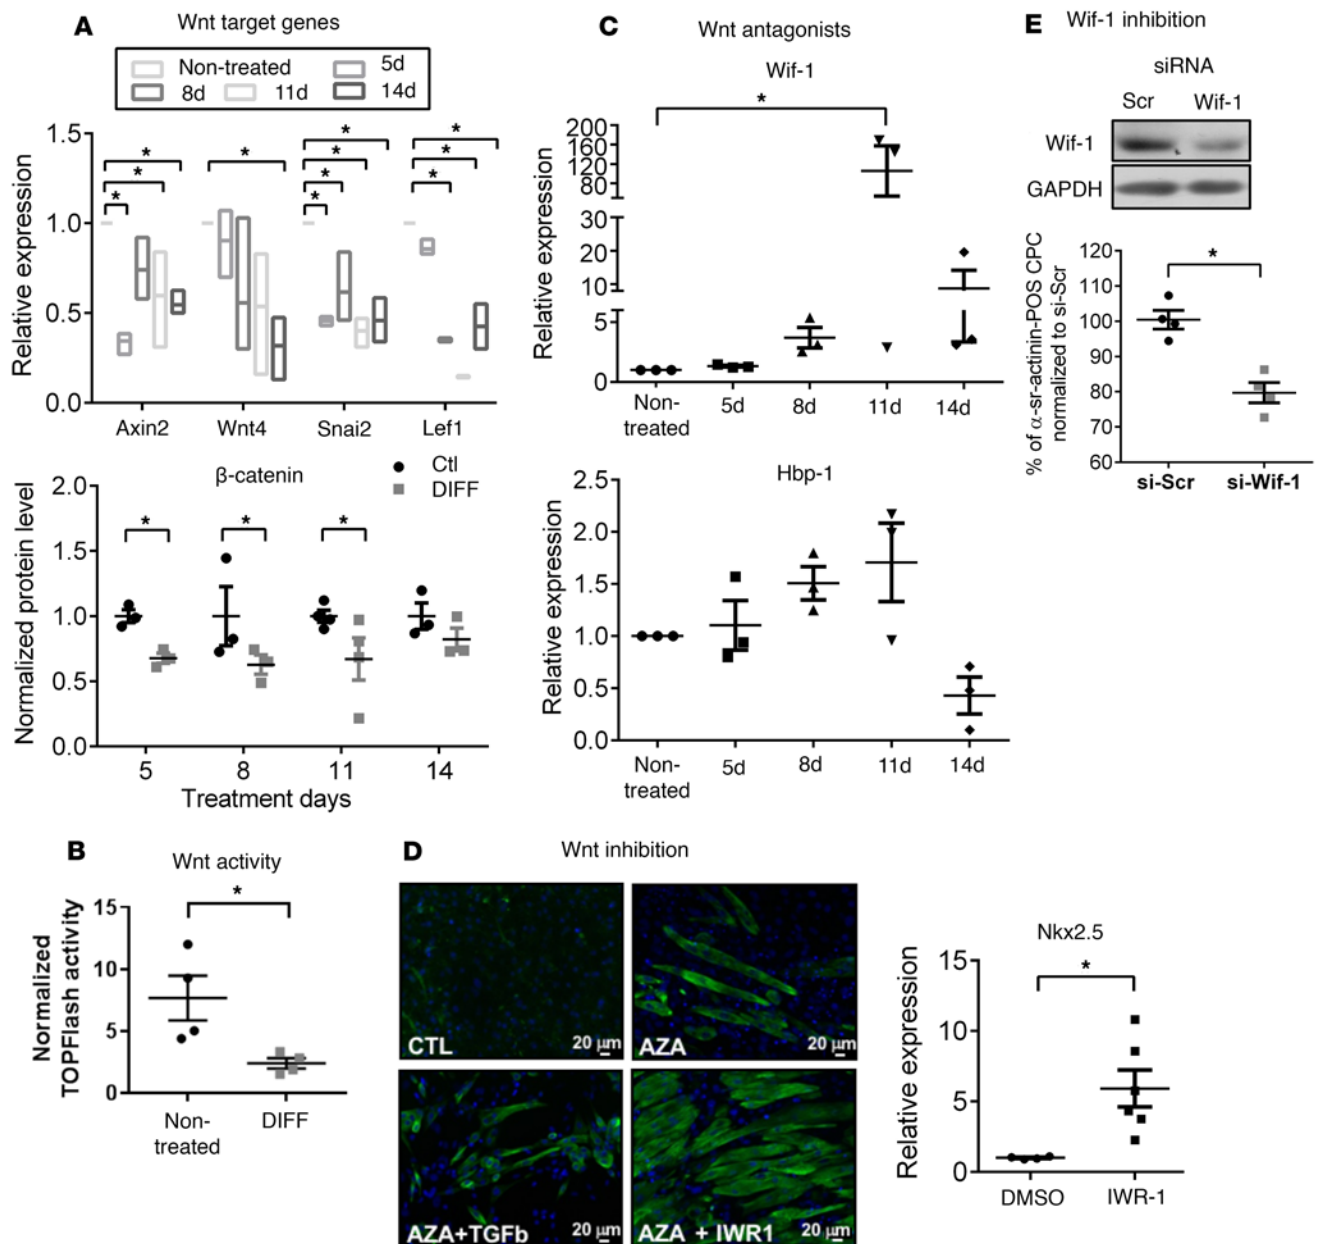 A
Wnt target genes
Non-treated
5d
8d
11d
14d
Relative expression
1.5
1.0
0.5
0.0
* * * * * * * * * * *
Axin2
Wnt4
Snai2
Lef1
β-catenin
Ctl
DIFF
Normalized protein level
2.0
1.5
1.0
0.5
0.0
* * *
5
8
11
14
Treatment days
B
Wnt activity
*
Normalized
TOPFlash activity
15
10
5
0
Non-
treated
DIFF
C
Wnt antagonists
Wif-1
*
Relative expression
200
160
120
80
30
20
10
5
0
Non-
treated
5d
8d
11d
14d
Hbp-1
Relative expression
2.5
2.0
1.5
1.0
0.5
0.0
Non-
treated
5d
8d
11d
14d
D
Wnt inhibition
CTL
20 µm
AZA
20 µm
AZA+TGFb
20 µm
AZA + IWR1
20 µm
Nkx2.5
*
Relative expression
15
10
5
0
DMSO
IWR-1
E
Wif-1 inhibition
siRNA
Scr
Wif-1
Wif-1
GAPDH
% of α-sr-actinin-POS CPC
normalized to si-Scr
120
110
100
90
80
70
60
*
si-Scr
si-Wif-1